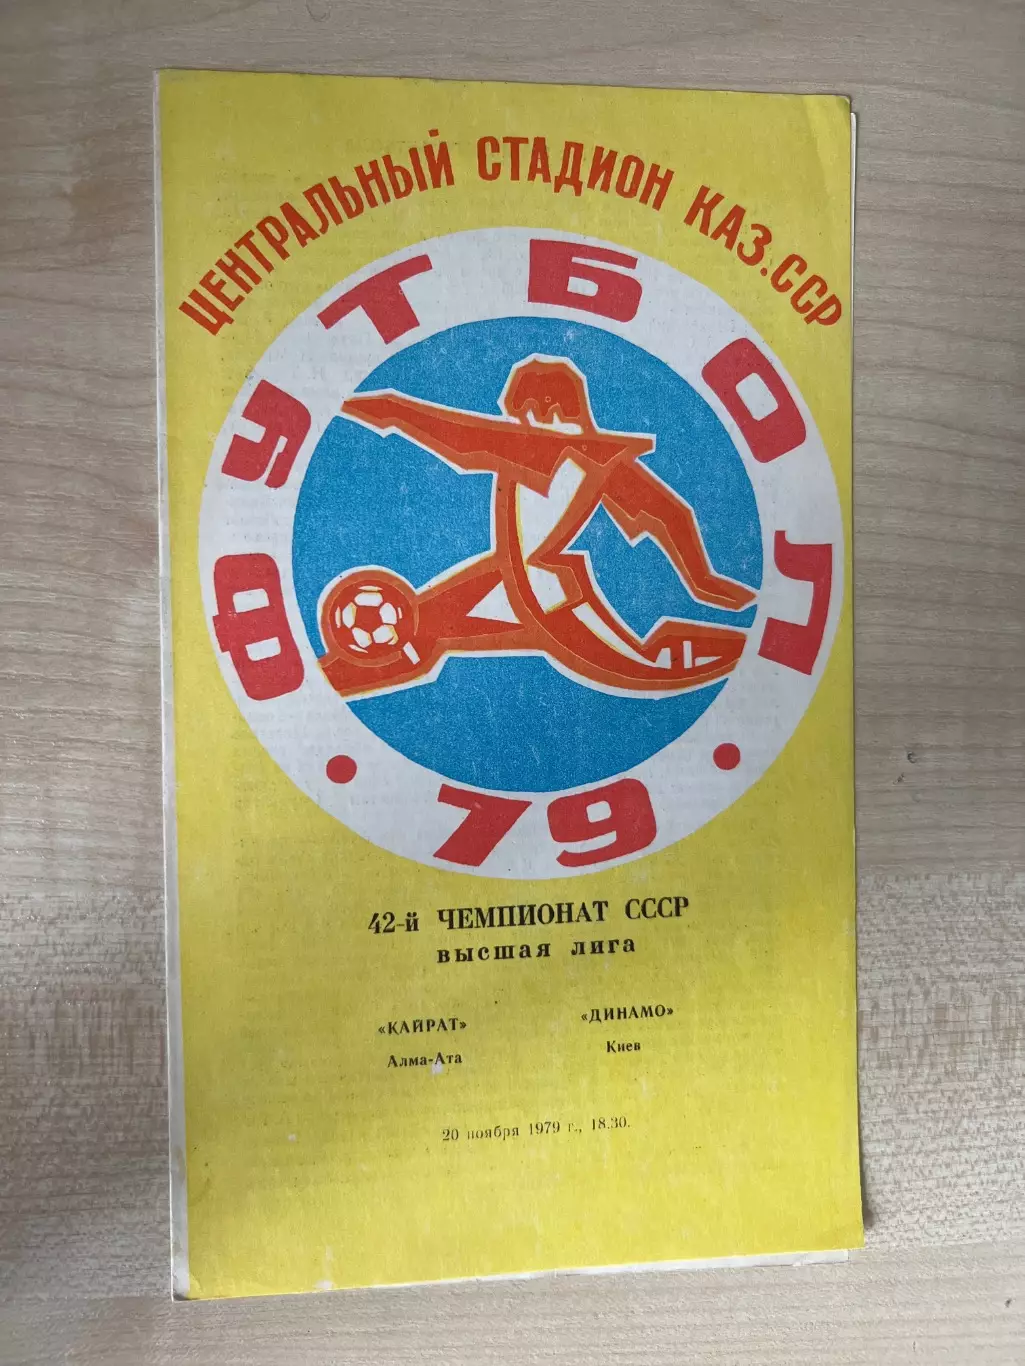 ЦЕНТРАЛЬНЫЙ СТАДИОН КАЗ.ССР
ФУТБОЛ
• 79 •
42-й ЧЕМПИОНАТ СССР
высшая лига
«КАЙРАТ» «ДИНАМО»
Алма-Ата Киев
20 ноября 1979 г., 18.30.